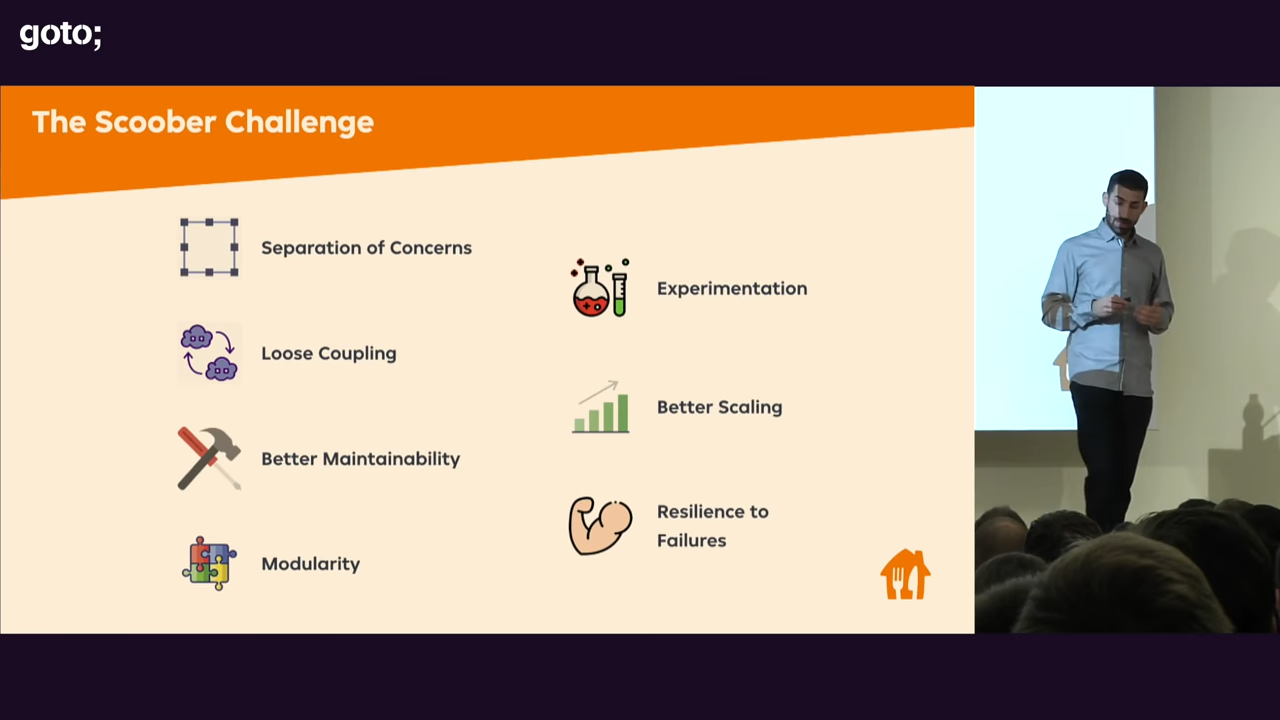 goto;
The Scoober Challenge
Separation of Concerns
Loose Coupling
Better Maintainability
Modularity
Experimentation
Better Scaling
Resilience to
Failures